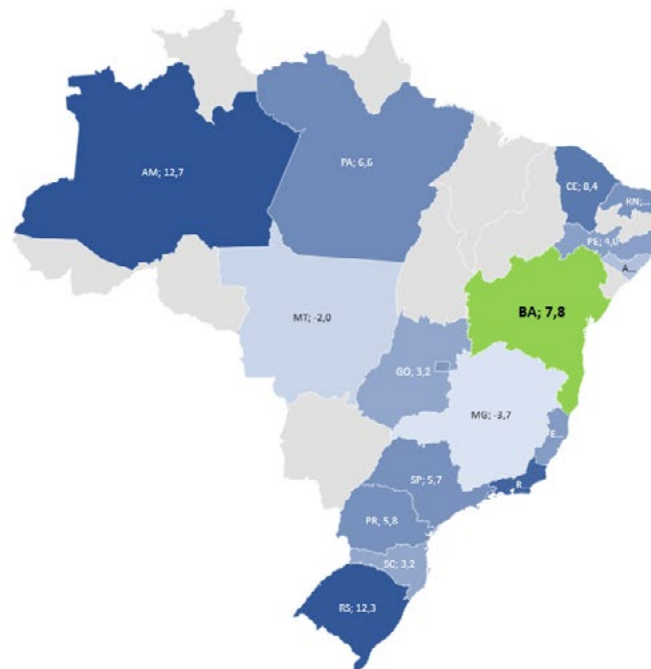 AM; 12,7
PA; 6,6
CE; 8,4
RN;...
PE; 4,0
A...
BA; 7,8
MT; -2,0
GO; 3,2
MG; -3,7
E...
SP; 5,7
R
PR; 5,8
SC; 3,2
RS; 12,3